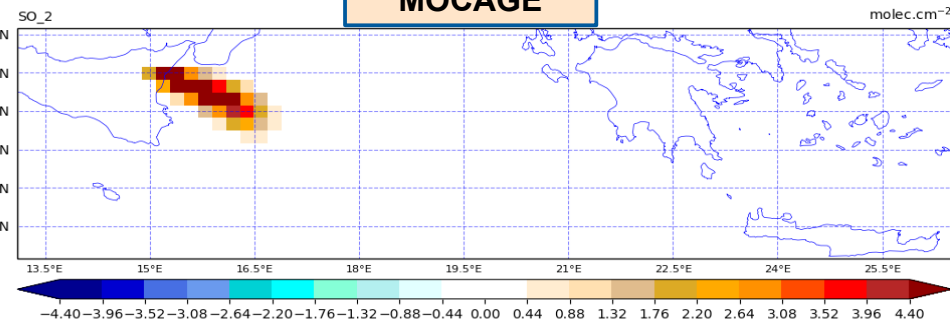 MOCAGE
SO_2 molec.cm⁻²
N
N
N
N
N
N
13.5°E 15°E 16.5°E 18°E 19.5°E 21°E 22.5°E 24°E 25.5°E
−4.40 −3.96 −3.52 −3.08 −2.64 −2.20 −1.76 −1.32 −0.88 −0.44 0.00 0.44 0.88 1.32 1.76 2.20 2.64 3.08 3.52 3.96 4.40